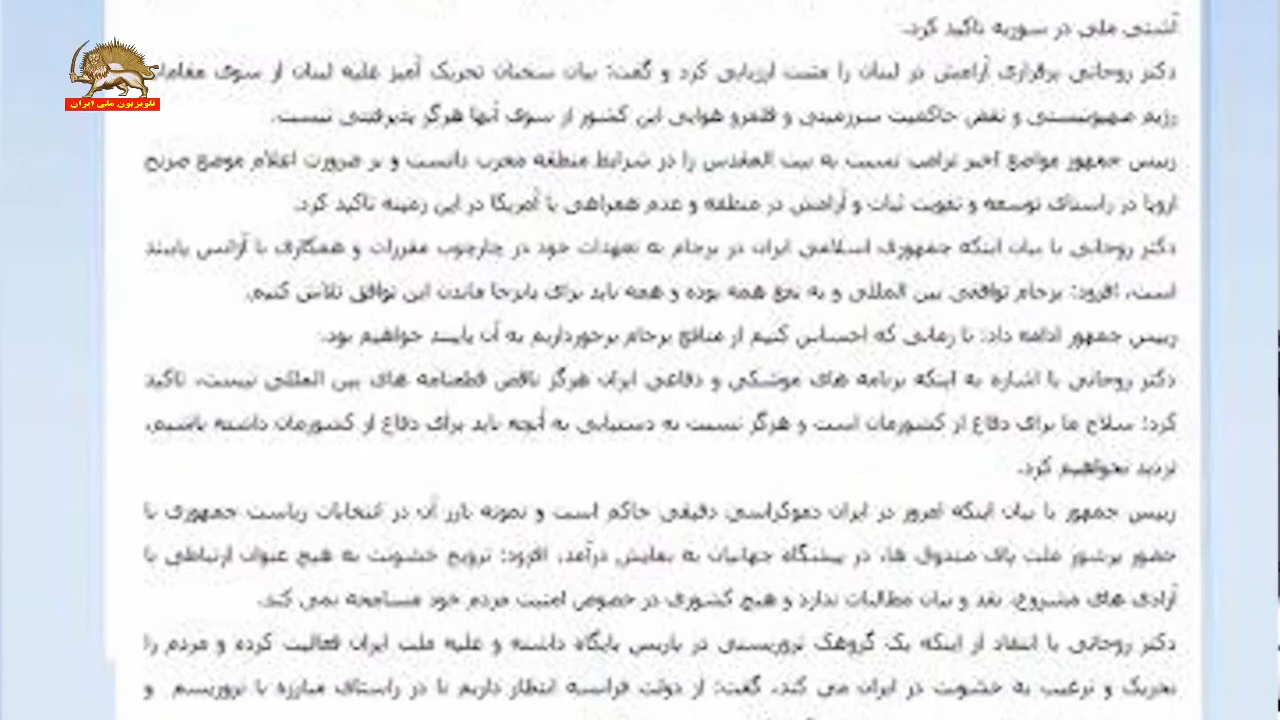 آشتی ملی در سوریه تاکید کرد.
دکتر روحانی برقراری آرامش در لبنان را مثبت ارزیابی کرد و گفت: بیان سخنان تحریک آمیز علیه لبنان از سوی مقامات
رژیم صهیونیستی و نقض حاکمیت سرزمینی و قلمرو هوایی این کشور از سوی آنها هرگز پذیرفتنی نیست.
رییس جمهور مواضع اخیر ترامپ نسبت به بیت المقدس را در شرایط منطقه مخرب دانست و بر ضرورت اعلام موضع صریح
اروپا در راستای توسعه و تقویت ثبات و آرامش در منطقه و عدم همراهی با آمریکا در این زمینه تاکید کرد.
دکتر روحانی با بیان اینکه جمهوری اسلامی ایران در برجام به تعهدات خود در چارچوب مقررات و همکاری با آژانس پایبند
است، افزود: برجام توافقی بین المللی و به نفع همه بوده و همه باید برای پابرجا ماندن این توافق تلاش کنیم.
رییس جمهور ادامه داد: تا زمانی که احساس کنیم از منافع برجام برخورداریم به آن پایبند خواهیم بود.
دکتر روحانی با اشاره به اینکه برنامه های موشکی و دفاعی ایران هرگز ناقض قطعنامه های بین المللی نیست، تاکید
کرد: سلاح ما برای دفاع از کشورمان است و هرگز نسبت به دستیابی به آنچه باید برای دفاع از کشورمان داشته باشیم،
تردید نخواهیم کرد.
رییس جمهور با بیان اینکه امروز در ایران دموکراسی دقیقی حاکم است و نمونه بارز آن در انتخابات ریاست جمهوری با
حضور پرشور ملت پای صندوق ها، در پیشگاه جهانیان به نمایش درآمد، افزود: ترویج خشونت به هیچ عنوان ارتباطی با
آزادی های مشروع، نقد و بیان مطالبات ندارد و هیچ کشوری در خصوص امنیت مردم خود مسامحه نمی کند.
دکتر روحانی با انتقاد از اینکه یک گروهک تروریستی در پاریس پایگاه داشته و علیه ملت ایران فعالیت کرده و مردم را
تحریک و ترغیب به خشونت در ایران می کند، گفت: از دولت فرانسه انتظار داریم تا در راستای مبارزه با تروریسم و
تلویزیون ملی ایران